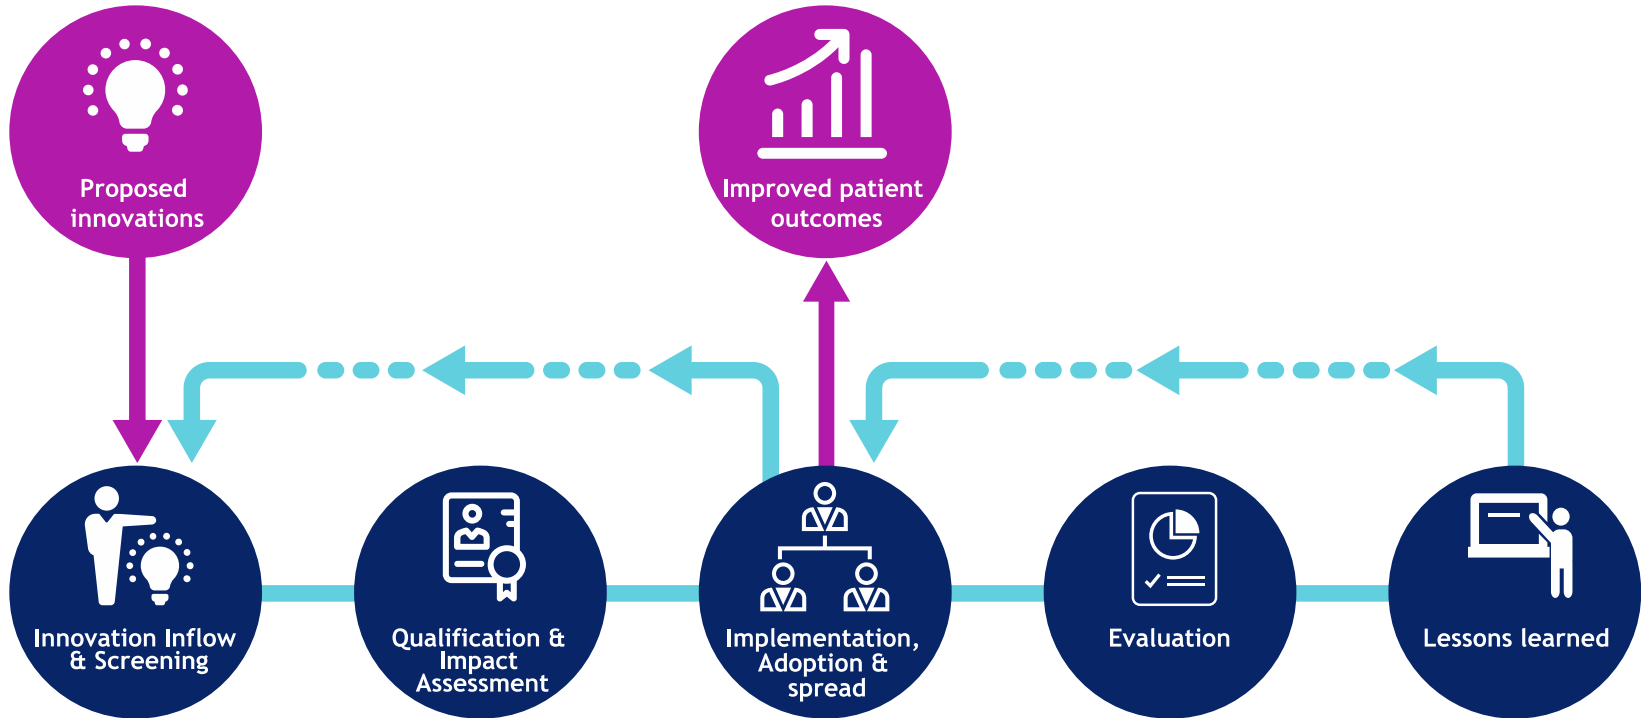 Proposed
innovations
Improved patient
outcomes
Innovation Inflow
& Screening
Qualification &
Impact
Assessment
Implementation,
Adoption &
spread
Evaluation
Lessons learned